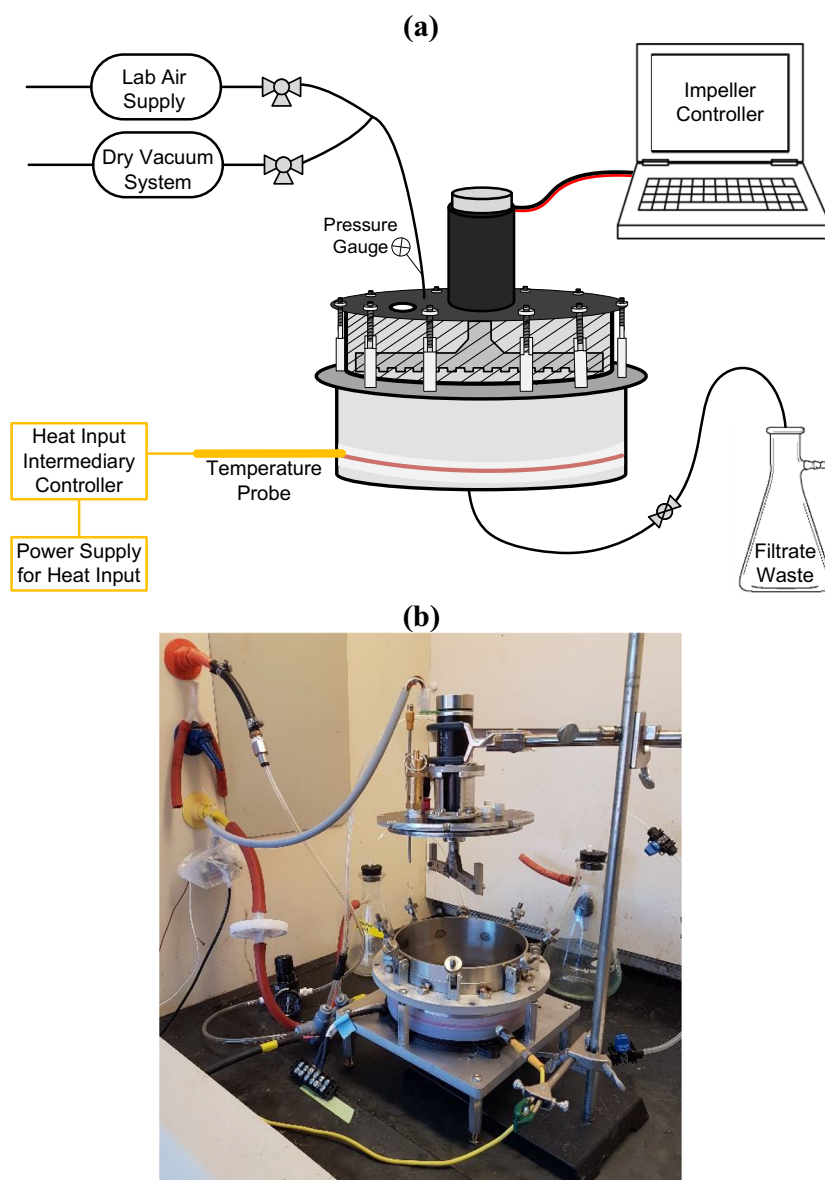 (a)
Lab Air
Supply
Dry Vacuum
System
Impeller
Controller
Pressure
Gauge
Heat Input
Intermediary
Controller
Temperature
Probe
Power Supply
for Heat Input
Filtrate
Waste
(b)